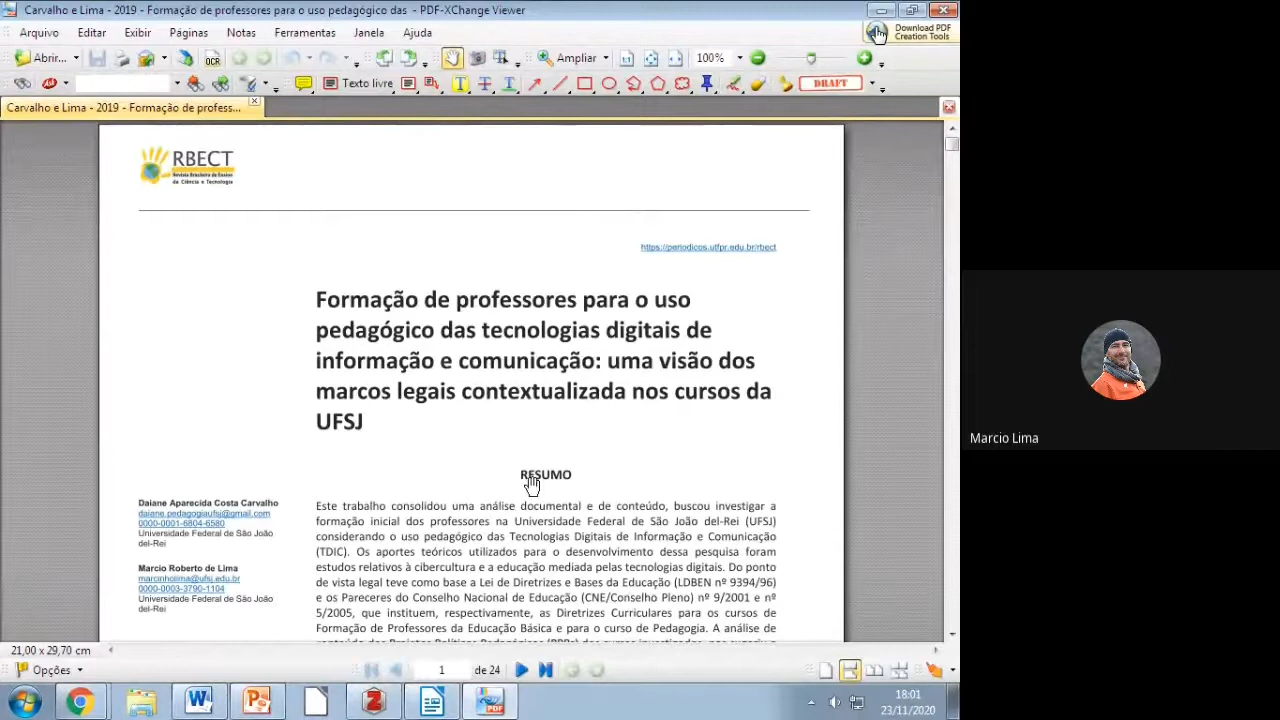 Carvalho e Lima - 2019 - Formação de professores para o uso pedagógico das - PDF-XChange Viewer
Arquivo Editar Exibir Páginas Notas Ferramentas Janela Ajuda
Download PDF
Creation Tools
Abrir... OCR Ampliar 100%
Texto livre DRAFT
Carvalho e Lima - 2019 - Formação de profess...
RBECT
Revista Brasileira de Ensino
de Ciência e Tecnologia
https://periodicos.utfpr.edu.br/rbect
Formação de professores para o uso
pedagógico das tecnologias digitais de
informação e comunicação: uma visão dos
marcos legais contextualizada nos cursos da
UFSJ
RESUMO
Daiane Aparecida Costa Carvalho
daiane.pedagogiaufsj@gmail.com
0000-0001-6804-6580
Universidade Federal de São João
del-Rei
Marcio Roberto de Lima
marcinholima@ufsj.edu.br
0000-0003-3790-1104
Universidade Federal de São João
del-Rei
Este trabalho consolidou uma análise documental e de conteúdo, buscou investigar a
formação inicial dos professores na Universidade Federal de São João del-Rei (UFSJ)
considerando o uso pedagógico das Tecnologias Digitais de Informação e Comunicação
(TDIC). Os aportes teóricos utilizados para o desenvolvimento dessa pesquisa foram
estudos relativos à cibercultura e a educação mediada pelas tecnologias digitais. Do ponto
de vista legal teve como base a Lei de Diretrizes e Bases da Educação (LDBEN nº 9394/96)
e os Pareceres do Conselho Nacional de Educação (CNE/Conselho Pleno) nº 9/2001 e nº
5/2005, que instituem, respectivamente, as Diretrizes Curriculares para os cursos de
Formação de Professores da Educação Básica e para o curso de Pedagogia. A análise de
Marcio Lima
21,00 x 29,70 cm
Opções 1 de 24
18:01
23/11/2020